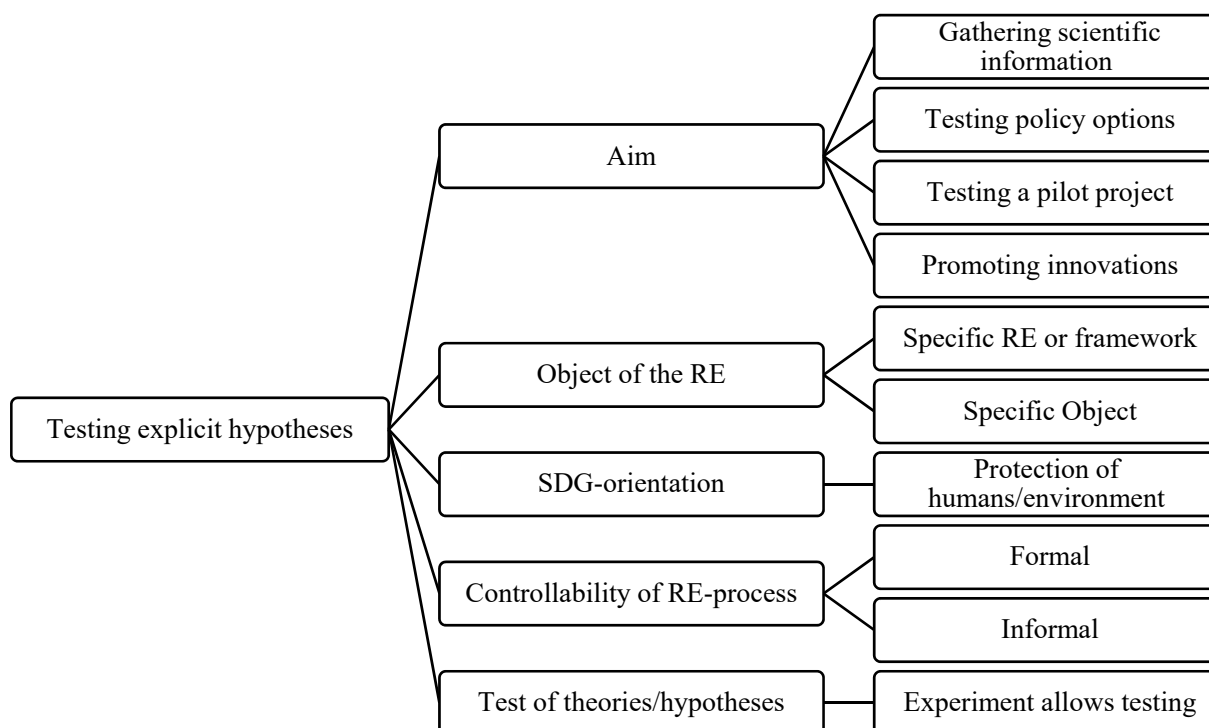 Testing explicit hypotheses
Aim
Gathering scientific
information
Testing policy options
Testing a pilot project
Promoting innovations
Object of the RE
Specific RE or framework
Specific Object
SDG-orientation
Protection of
humans/environment
Controllability of RE-process
Formal
Informal
Test of theories/hypotheses
Experiment allows testing